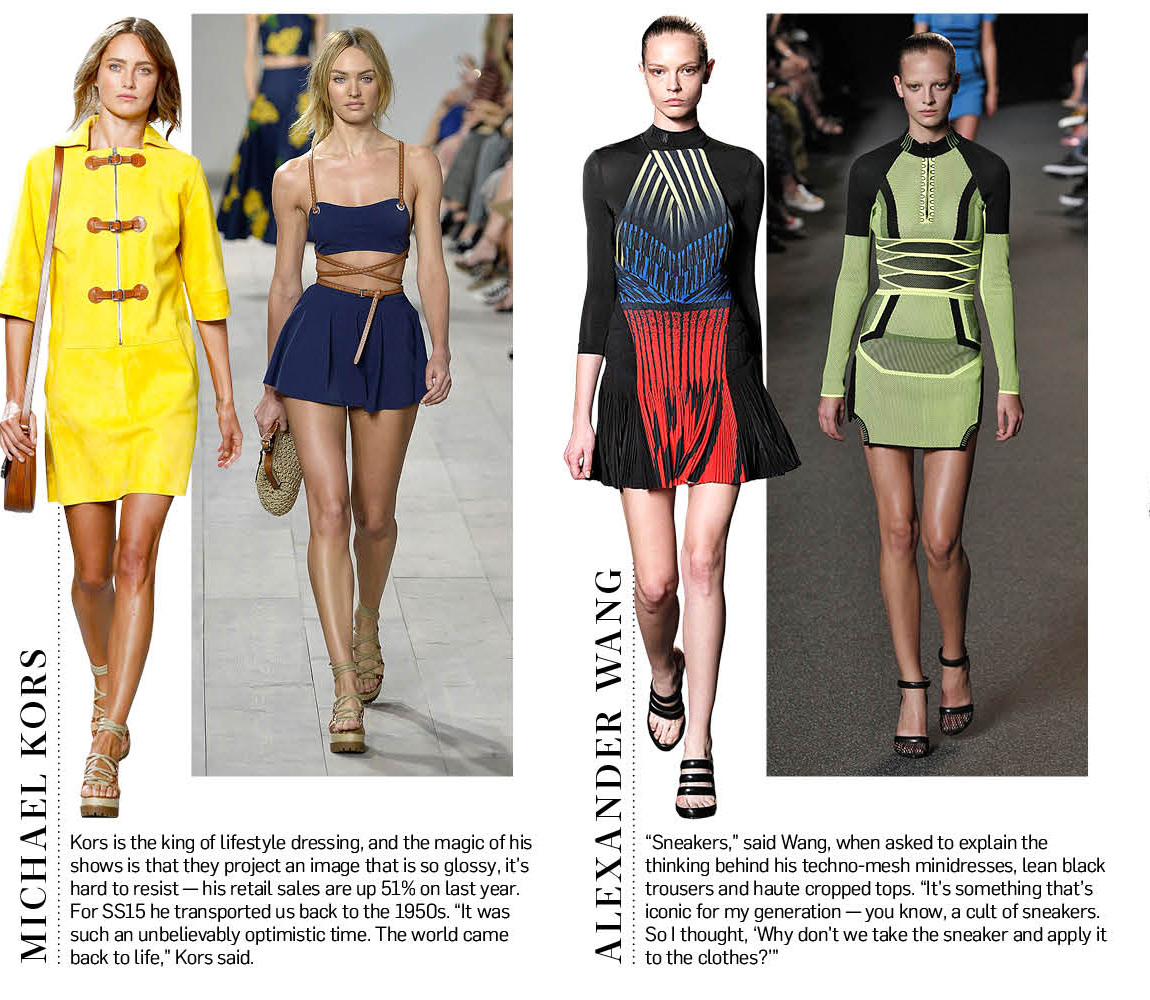 MICHAEL KORS
Kors is the king of lifestyle dressing, and the magic of his
shows is that they project an image that is so glossy, it’s
hard to resist — his retail sales are up 51% on last year.
For SS15 he transported us back to the 1950s. “It was
such an unbelievably optimistic time. The world came
back to life,” Kors said.
ALEXANDER WANG
“Sneakers,” said Wang, when asked to explain the
thinking behind his techno-mesh minidresses, lean black
trousers and haute cropped tops. “It’s something that’s
iconic for my generation — you know, a cult of sneakers.
So I thought, ‘Why don’t we take the sneaker and apply it
to the clothes?’”